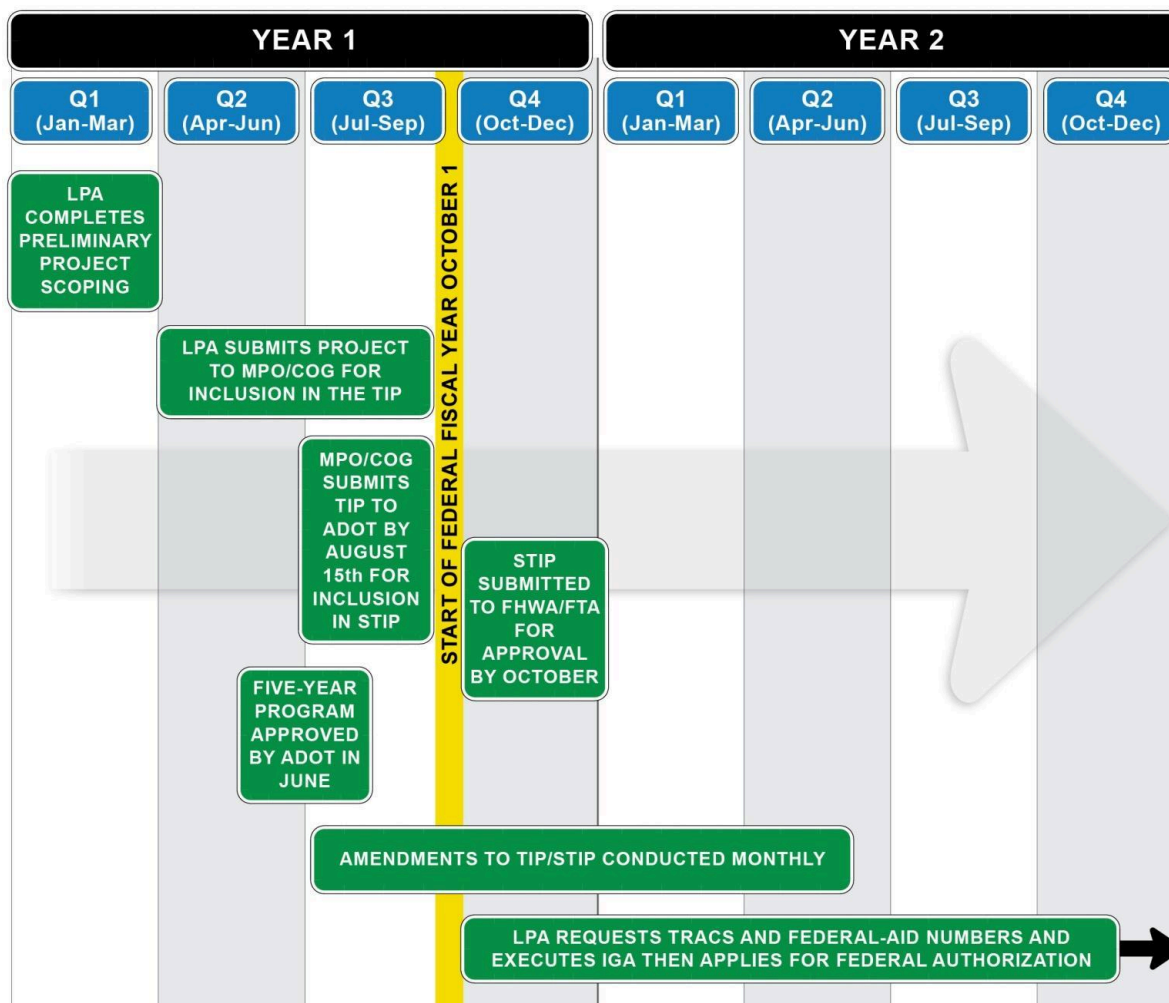 YEAR 1
YEAR 2
Q1
(Jan-Mar)
Q2
(Apr-Jun)
Q3
(Jul-Sep)
Q4
(Oct-Dec)
Q1
(Jan-Mar)
Q2
(Apr-Jun)
Q3
(Jul-Sep)
Q4
(Oct-Dec)
START OF FEDERAL FISCAL YEAR OCTOBER 1
LPA
COMPLETES
PRELIMINARY
PROJECT
SCOPING
LPA SUBMITS PROJECT
TO MPO/COG FOR
INCLUSION IN THE TIP
MPO/COG
SUBMITS
TIP TO
ADOT BY
AUGUST
15th FOR
INCLUSION
IN STIP
STIP
SUBMITTED
TO FHWA/FTA
FOR
APPROVAL
BY OCTOBER
FIVE-YEAR
PROGRAM
APPROVED
BY ADOT IN
JUNE
AMENDMENTS TO TIP/STIP CONDUCTED MONTHLY
LPA REQUESTS TRACS AND FEDERAL-AID NUMBERS AND
EXECUTES IGA THEN APPLIES FOR FEDERAL AUTHORIZATION